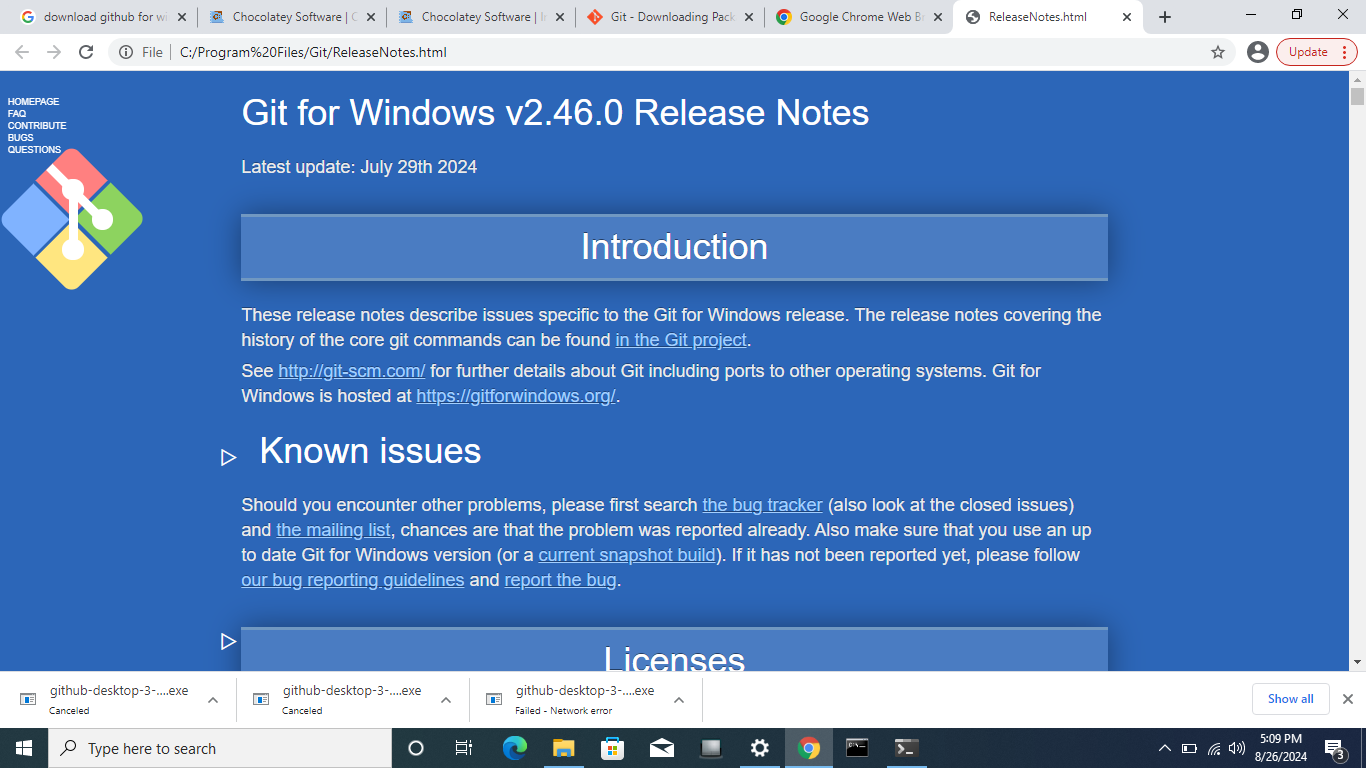 download github for wi
Chocolatey Software | C
Chocolatey Software | In
Git - Downloading Pack
Google Chrome Web Br
ReleaseNotes.html
File
C:/Program%20Files/Git/ReleaseNotes.html
Update
HOMEPAGE
FAQ
CONTRIBUTE
BUGS
QUESTIONS
Git for Windows v2.46.0 Release Notes
Latest update: July 29th 2024
Introduction
These release notes describe issues specific to the Git for Windows release. The release notes covering the
history of the core git commands can be found in the Git project.
See http://git-scm.com/ for further details about Git including ports to other operating systems. Git for
Windows is hosted at https://gitforwindows.org/.
Known issues
Should you encounter other problems, please first search the bug tracker (also look at the closed issues)
and the mailing list, chances are that the problem was reported already. Also make sure that you use an up
to date Git for Windows version (or a current snapshot build). If it has not been reported yet, please follow
our bug reporting guidelines and report the bug.
Licenses
github-desktop-3-....exe
Canceled
github-desktop-3-....exe
Canceled
github-desktop-3-....exe
Failed - Network error
Show all
Type here to search
5:09 PM
8/26/2024
3